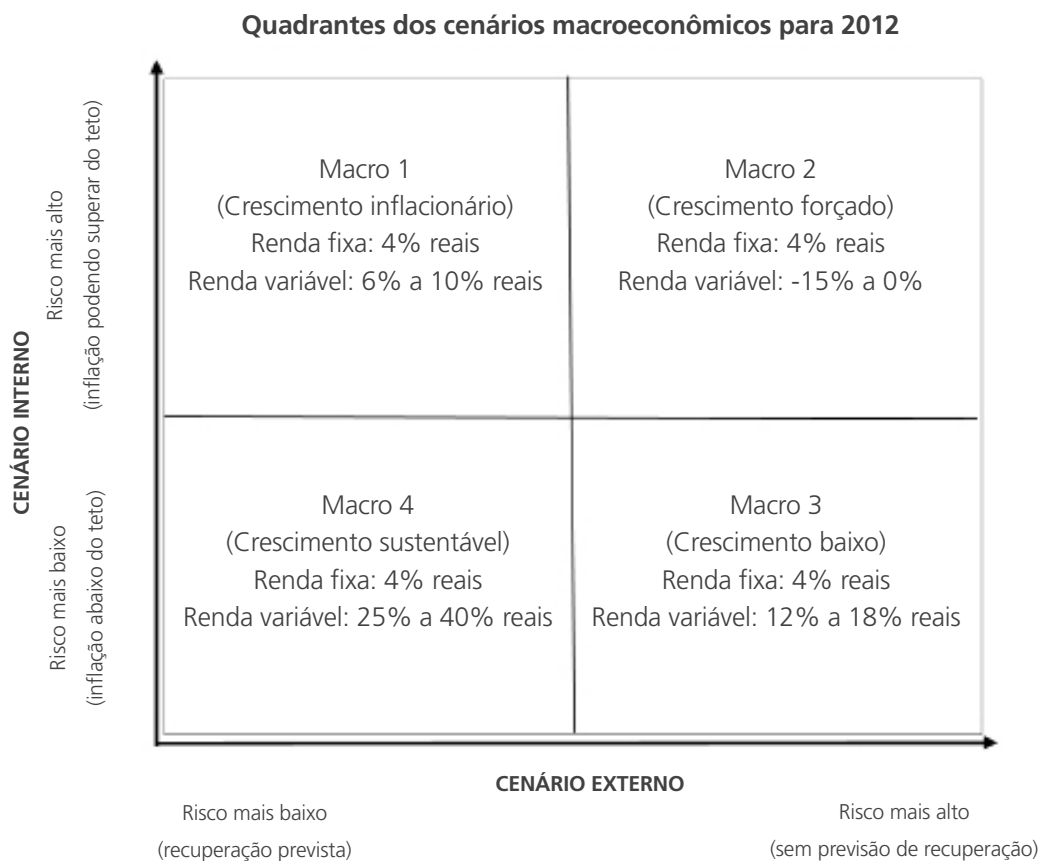 Quadrantes dos cenários macroeconômicos para 2012
CENÁRIO INTERNO
Risco mais alto
(inflação podendo superar do teto)
Macro 1
(Crescimento inflacionário)
Renda fixa: 4% reais
Renda variável: 6% a 10% reais
Macro 2
(Crescimento forçado)
Renda fixa: 4% reais
Renda variável: -15% a 0%
Risco mais baixo
(inflação abaixo do teto)
Macro 4
(Crescimento sustentável)
Renda fixa: 4% reais
Renda variável: 25% a 40% reais
Macro 3
(Crescimento baixo)
Renda fixa: 4% reais
Renda variável: 12% a 18% reais
CENÁRIO EXTERNO
Risco mais baixo
(recuperação prevista)
Risco mais alto
(sem previsão de recuperação)